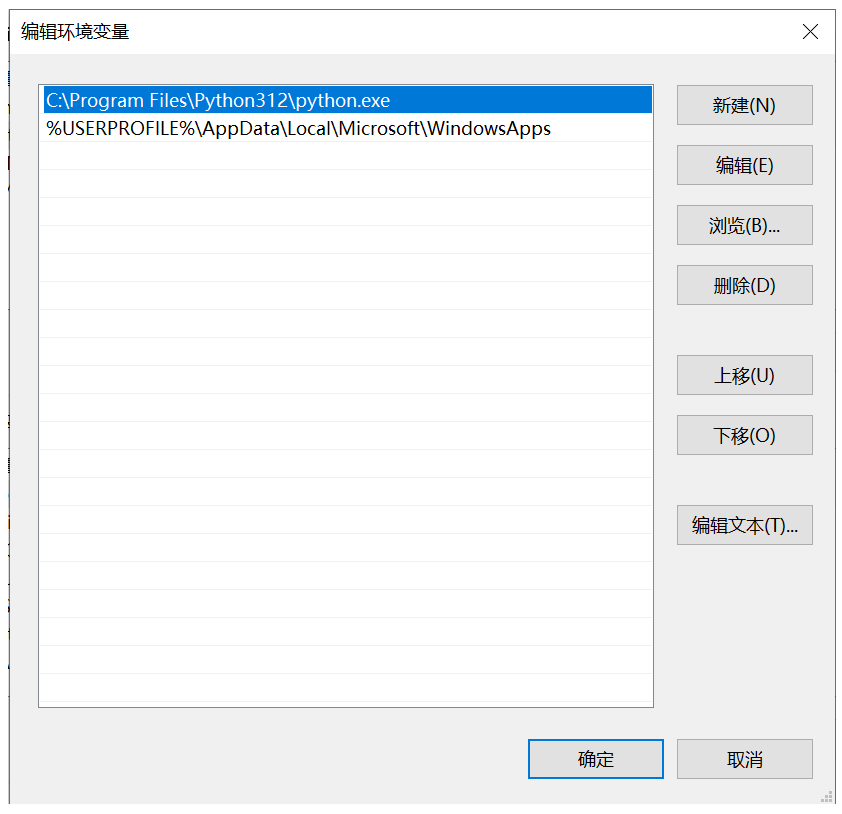 编辑环境变量
C:\Program Files\Python312\python.exe
%USERPROFILE%\AppData\Local\Microsoft\WindowsApps
新建(N)
编辑(E)
浏览(B)...
删除(D)
上移(U)
下移(O)
编辑文本(T)...
确定
取消